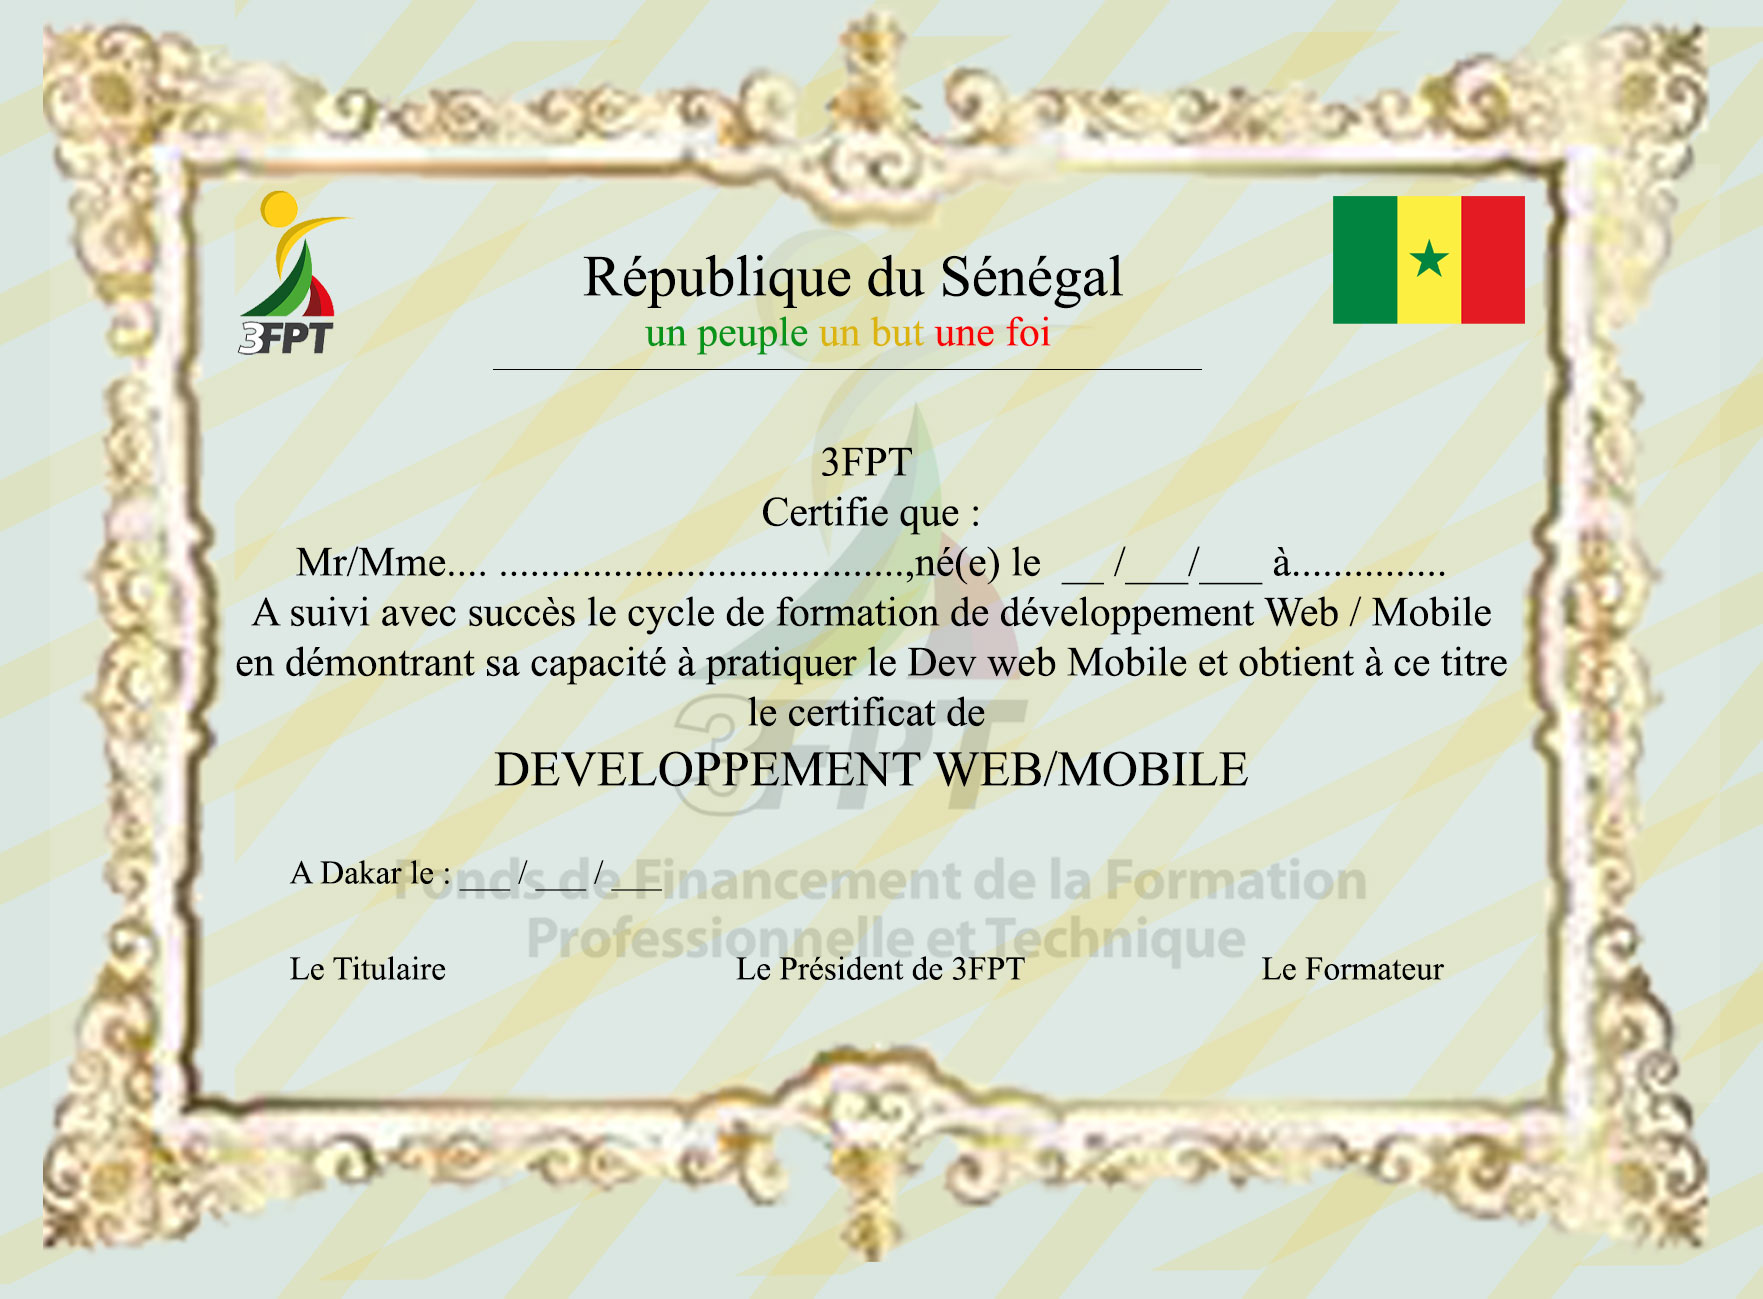 3FPT
République du Sénégal
un peuple un but une foi
3FPT
Certifie que :
Mr/Mme.... .......................................,né(e) le __ /___/___ à...............
A suivi avec succès le cycle de formation de développement Web / Mobile
en démontrant sa capacité à pratiquer le Dev web Mobile et obtient à ce titre
le certificat de
3FPT
DEVELOPPEMENT WEB/MOBILE
A Dakar le : ___ / ___ / ___
Fonds de Financement de la Formation
Professionnelle et Technique
Le Titulaire Le Président de 3FPT Le Formateur